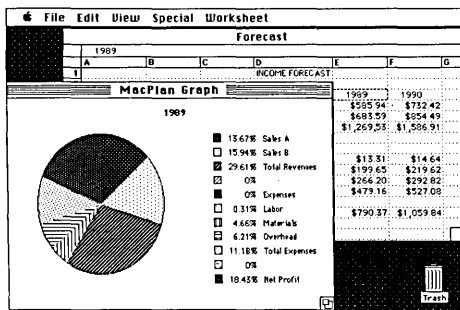 File Edit View Special Worksheet
Forecast
1989
A B C D E F G
1 INCOME FORECAST
1989 1990
$585.94 $732.42
$683.59 $854.49
$1,269.53 $1,586.91
$13.31 $14.64
$199.65 $219.62
$266.20 $292.82
$479.16 $527.08
$790.37 $1,059.84
MacPlan Graph
1989
13.67% Sales A
15.94% Sales B
29.61% Total Revenues
0%
0% Expenses
0.31% Labor
4.66% Materials
6.21% Overhead
11.18% Total Expenses
0%
18.43% Net Profit
Trash